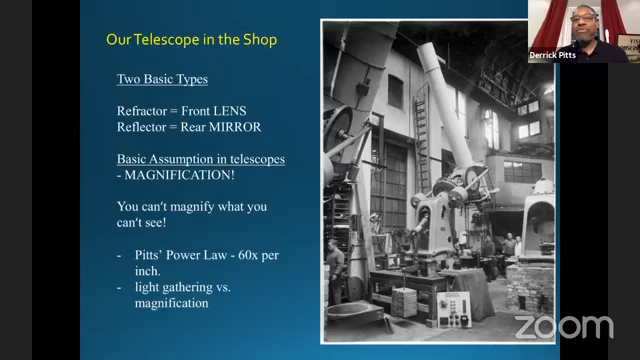 Our Telescope in the Shop
Two Basic Types
Refractor = Front LENS
Reflector = Rear MIRROR
Basic Assumption in telescopes
- MAGNIFICATION!
You can't magnify what you
can't see!
- Pitts' Power Law - 60x per
inch.
- light gathering vs.
magnification
Derrick Pitts
zoom